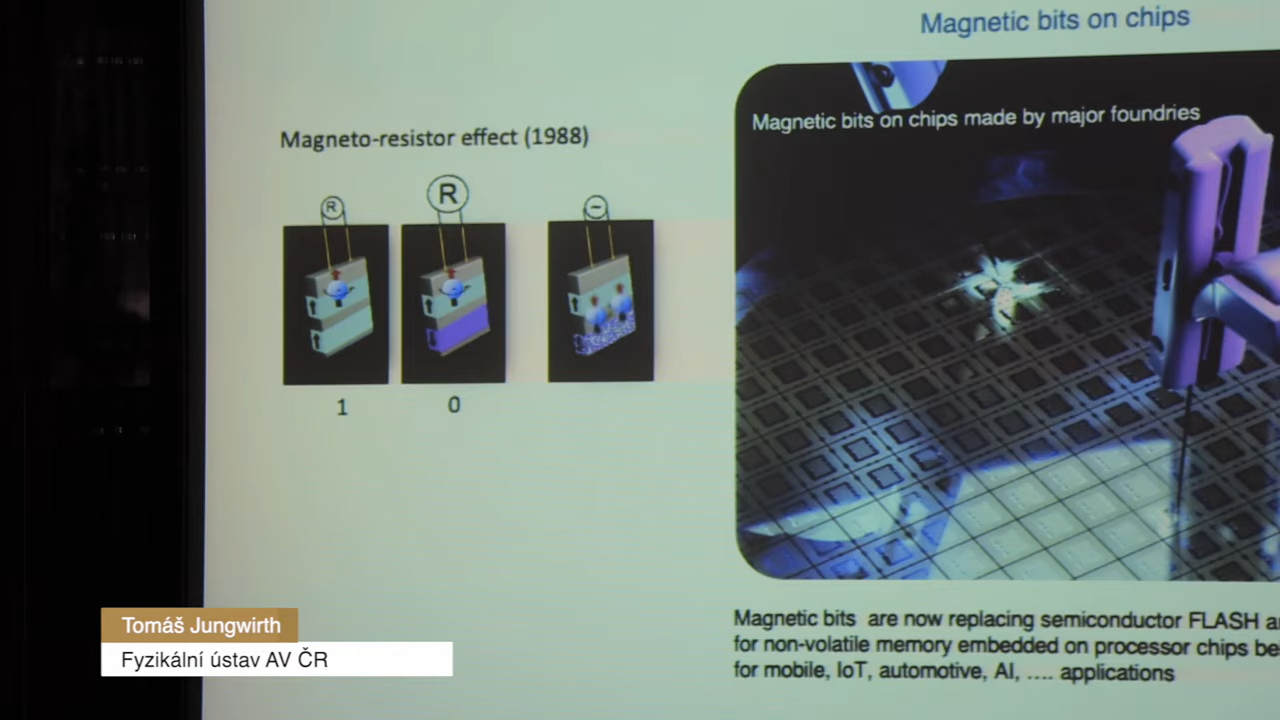 Magnetic bits on chips
Magneto-resistor effect (1988)
R
R
~
1
0
Magnetic bits on chips made by major foundries
Magnetic bits are now replacing semiconductor FLASH
for non-volatile memory embedded on processor chips
for mobile, IoT, automotive, AI, .... applications
Tomáš Jungwirth
Fyzikální ústav AV ČR